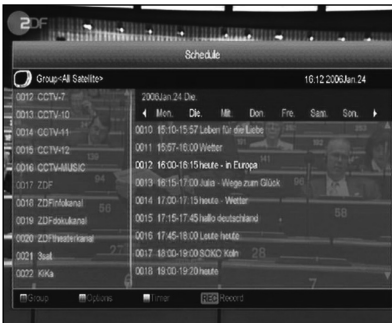 ZDF
Schedule
Group<All Satellite>
16:12 2006Jan.24
0012 CCTV-7
0013 CCTV-10
0014 CCTV-11
0015 CCTV-12
0016 CCTV-MUSIC
0017 ZDF
0018 ZDFinfokanal
0019 ZDFdokukanal
0020 ZDFtheaterkanal
0021 3sat
0022 KiKa
2006Jan.24 Die.
Mon. Die. Mit. Don. Fre. Sam. Son.
0010 15:10-15:57 Leben für die Liebe
0011 15:57-16:00 Wetter
0012 16:00-16:15 heute - in Europa
0013 16:15-17:00 Julia - Wege zum Glück
0014 17:00-17:15 heute - Wetter
0015 17:15-17:45 hallo deutschland
0016 17:45-18:00 Leute heute
0017 18:00-19:00 SOKO Köln
0018 19:00-19:20 heute
Group Options Timer REC Record